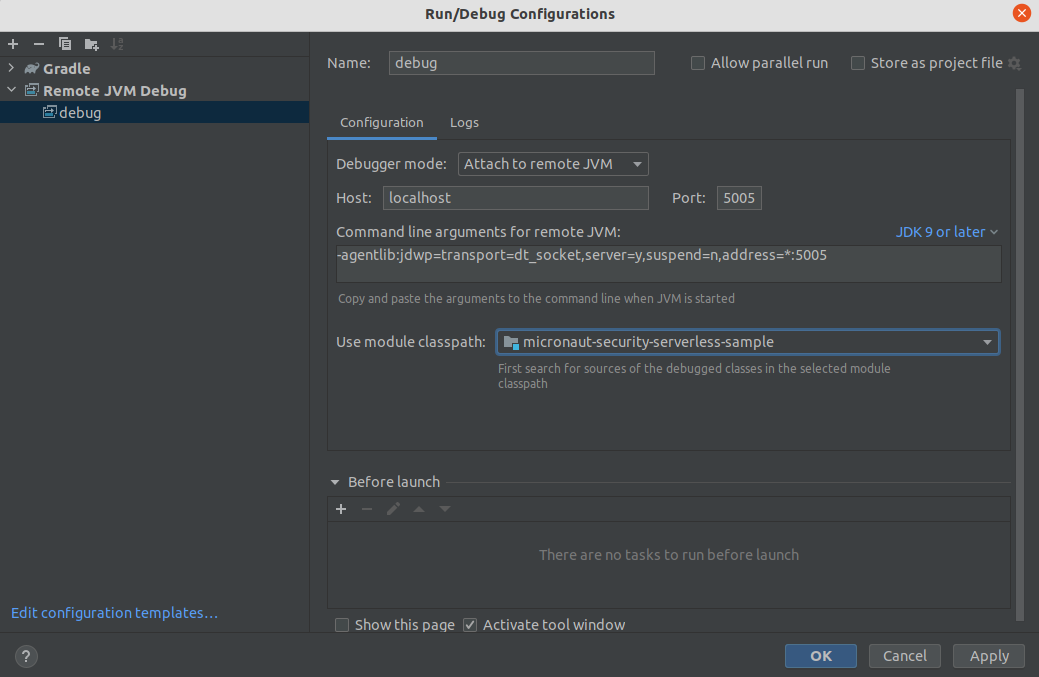 Run/Debug Configurations
Gradle
Remote JVM Debug
debug
Edit configuration templates...
Name: debug Allow parallel run Store as project file
Configuration Logs
Debugger mode: Attach to remote JVM
Host: localhost Port: 5005
Command line arguments for remote JVM: JDK 9 or later
-agentlib:jdwp=transport=dt_socket,server=y,suspend=n,address=*:5005
Copy and paste the arguments to the command line when JVM is started
Use module classpath: micronaut-security-serverless-sample
First search for sources of the debugged classes in the selected module
classpath
Before launch
There are no tasks to run before launch
Show this page Activate tool window
? OK Cancel Apply